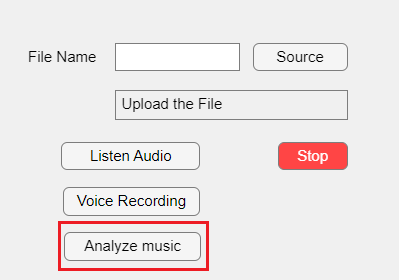 File Name Source
Upload the File
Listen Audio Stop
Voice Recording
Analyze music